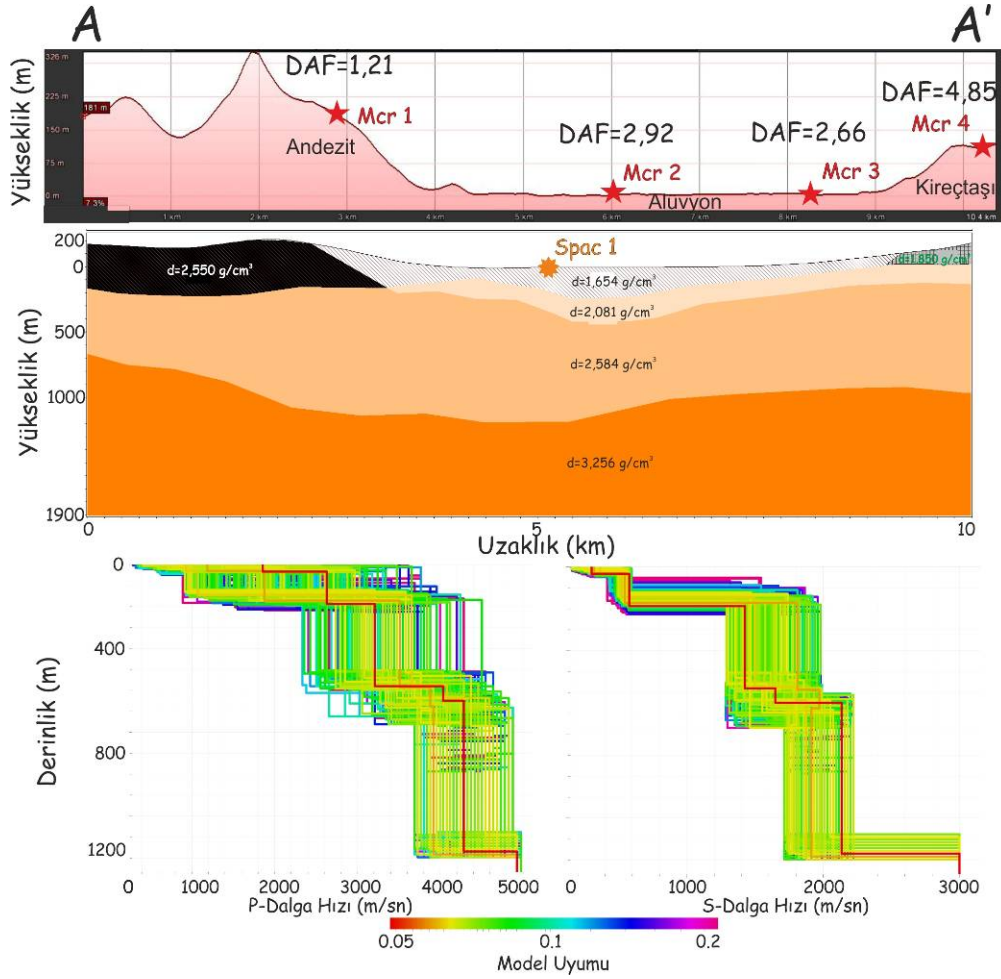 A
A'
Yükseklik (m)
326 m
225 m
150 m
75 m
0 m
181 m
7.3%
DAF=1,21
Mcr 1
Andezit
DAF=2,92
Mcr 2
Aluvyon
DAF=2,66
Mcr 3
DAF=4,85
Mcr 4
Kireçtaşı
1 km
2 km
3 km
4 km
5 km
6 km
7 km
8 km
9 km
10.4 km
Yükseklik (m)
200
0
500
1000
1900
Spac 1
d=2,550 g/cm³
d=1,850 g/cm³
d=1,654 g/cm³
d=2,081 g/cm³
d=2,584 g/cm³
d=3,256 g/cm³
0
5
10
Uzaklık (km)
Derinlik (m)
0
400
800
1200
0
1000
2000
3000
4000
5000
P-Dalga Hızı (m/sn)
0
1000
2000
3000
S-Dalga Hızı (m/sn)
0.05
0.1
0.2
Model Uyumu